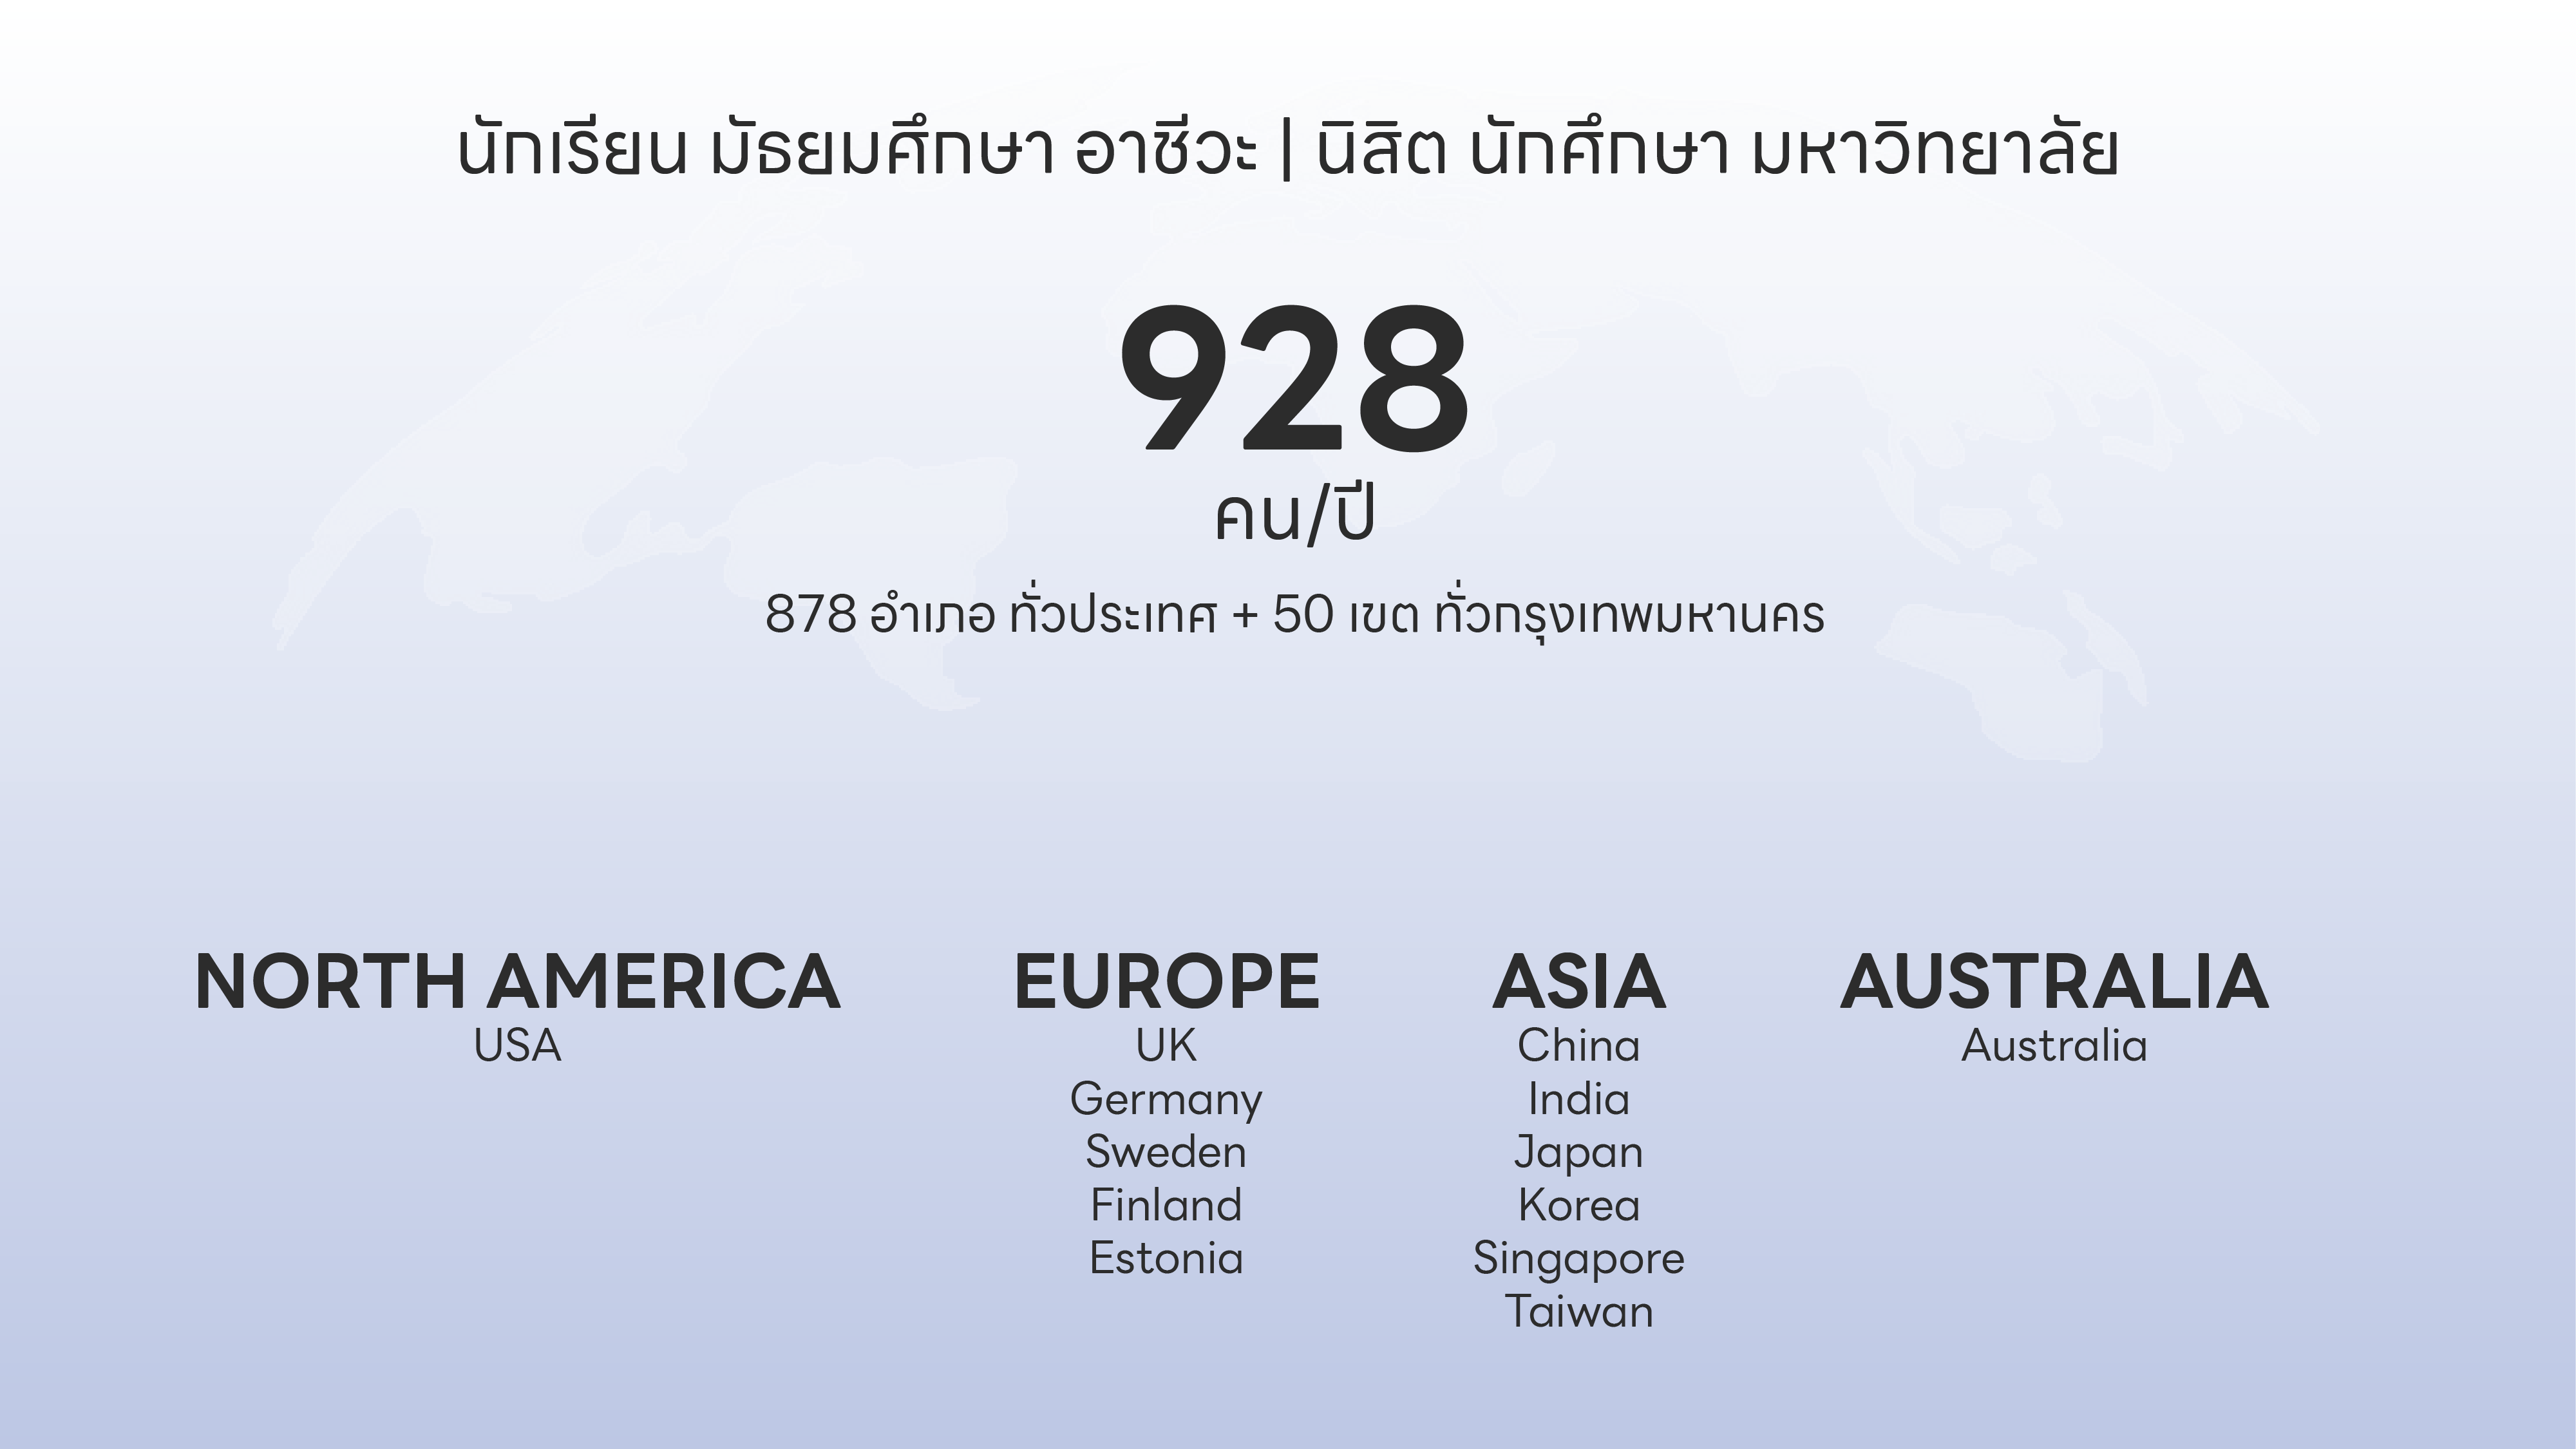 นักเรียน มัธยมศึกษา อาชีวะ | นิสิต นักศึกษา มหาวิทยาลัย
928
คน/ปี
878 อำเภอ ทั่วประเทศ + 50 เขต ทั่วกรุงเทพมหานคร
NORTH AMERICA
USA
EUROPE
UK
Germany
Sweden
Finland
Estonia
ASIA
China
India
Japan
Korea
Singapore
Taiwan
AUSTRALIA
Australia